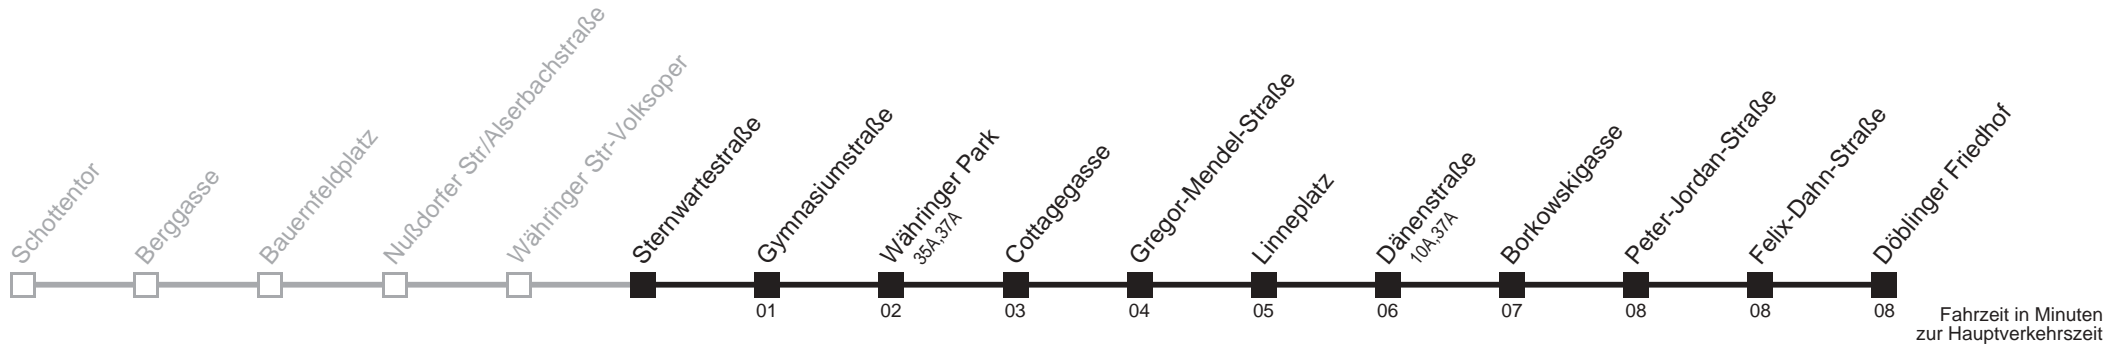 Schottentor
Berggasse
Bauernfeldplatz
Nußdorfer Str/Alserbachstraße
Währinger Str-Volksoper
Sternwartestraße
Gymnasiumstraße
Währinger Park
35A,37A
Cottagegasse
Gregor-Mendel-Straße
Linneplatz
Dänenstraße
10A,37A
Borkowskigasse
Peter-Jordan-Straße
Felix-Dahn-Straße
Döblinger Friedhof
01 02 03 04 05 06 07 08 08 08
Fahrzeit in Minuten
zur Hauptverkehrszeit